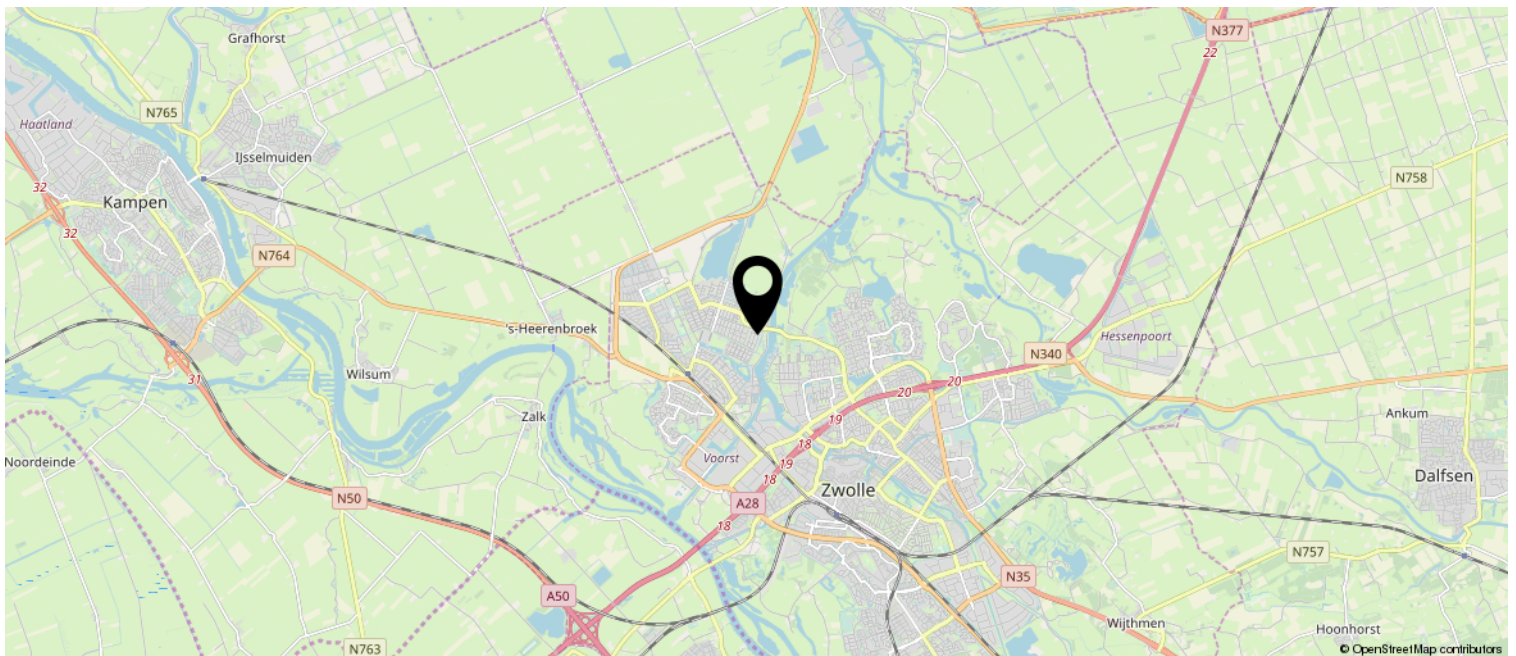 Grafhorst
N377
22
N765
Haatland
IJsselmuiden
32
Kampen
N758
32
N764
's-Heerenbroek
Hessenpoort
N340
Wilsum
31
20
20
Zalk
19
Ankum
18
Noordeinde
Voorst
19
18
Dalfsen
Zwolle
N50
A28
18
N757
N35
A50
Wijthmen
Hoonhorst
N763
© OpenStreetMap contributors